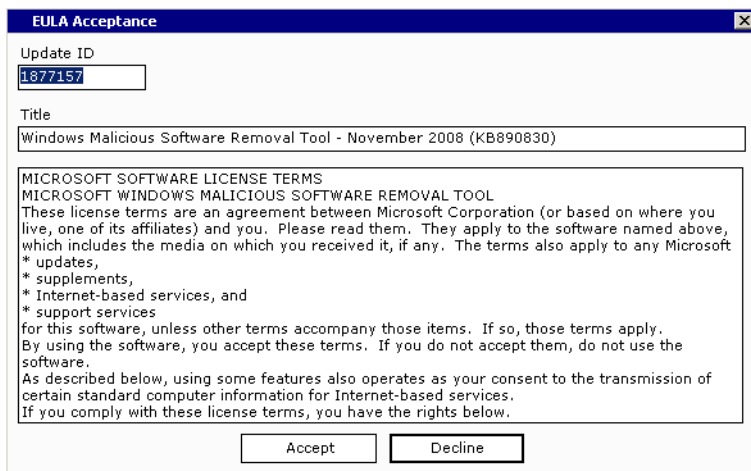 EULA Acceptance
Update ID
1877157
Title
Windows Malicious Software Removal Tool - November 2008 (KB890830)
MICROSOFT SOFTWARE LICENSE TERMS
MICROSOFT WINDOWS MALICIOUS SOFTWARE REMOVAL TOOL
These license terms are an agreement between Microsoft Corporation (or based on where you
live, one of its affiliates) and you.  Please read them.  They apply to the software named above,
which includes the media on which you received it, if any.  The terms also apply to any Microsoft
* updates,
* supplements,
* Internet-based services, and
* support services
for this software, unless other terms accompany those items.  If so, those terms apply.
By using the software, you accept these terms.  If you do not accept them, do not use the
software.
As described below, using some features also operates as your consent to the transmission of
certain standard computer information for Internet-based services.
If you comply with these license terms, you have the rights below.
Accept
Decline